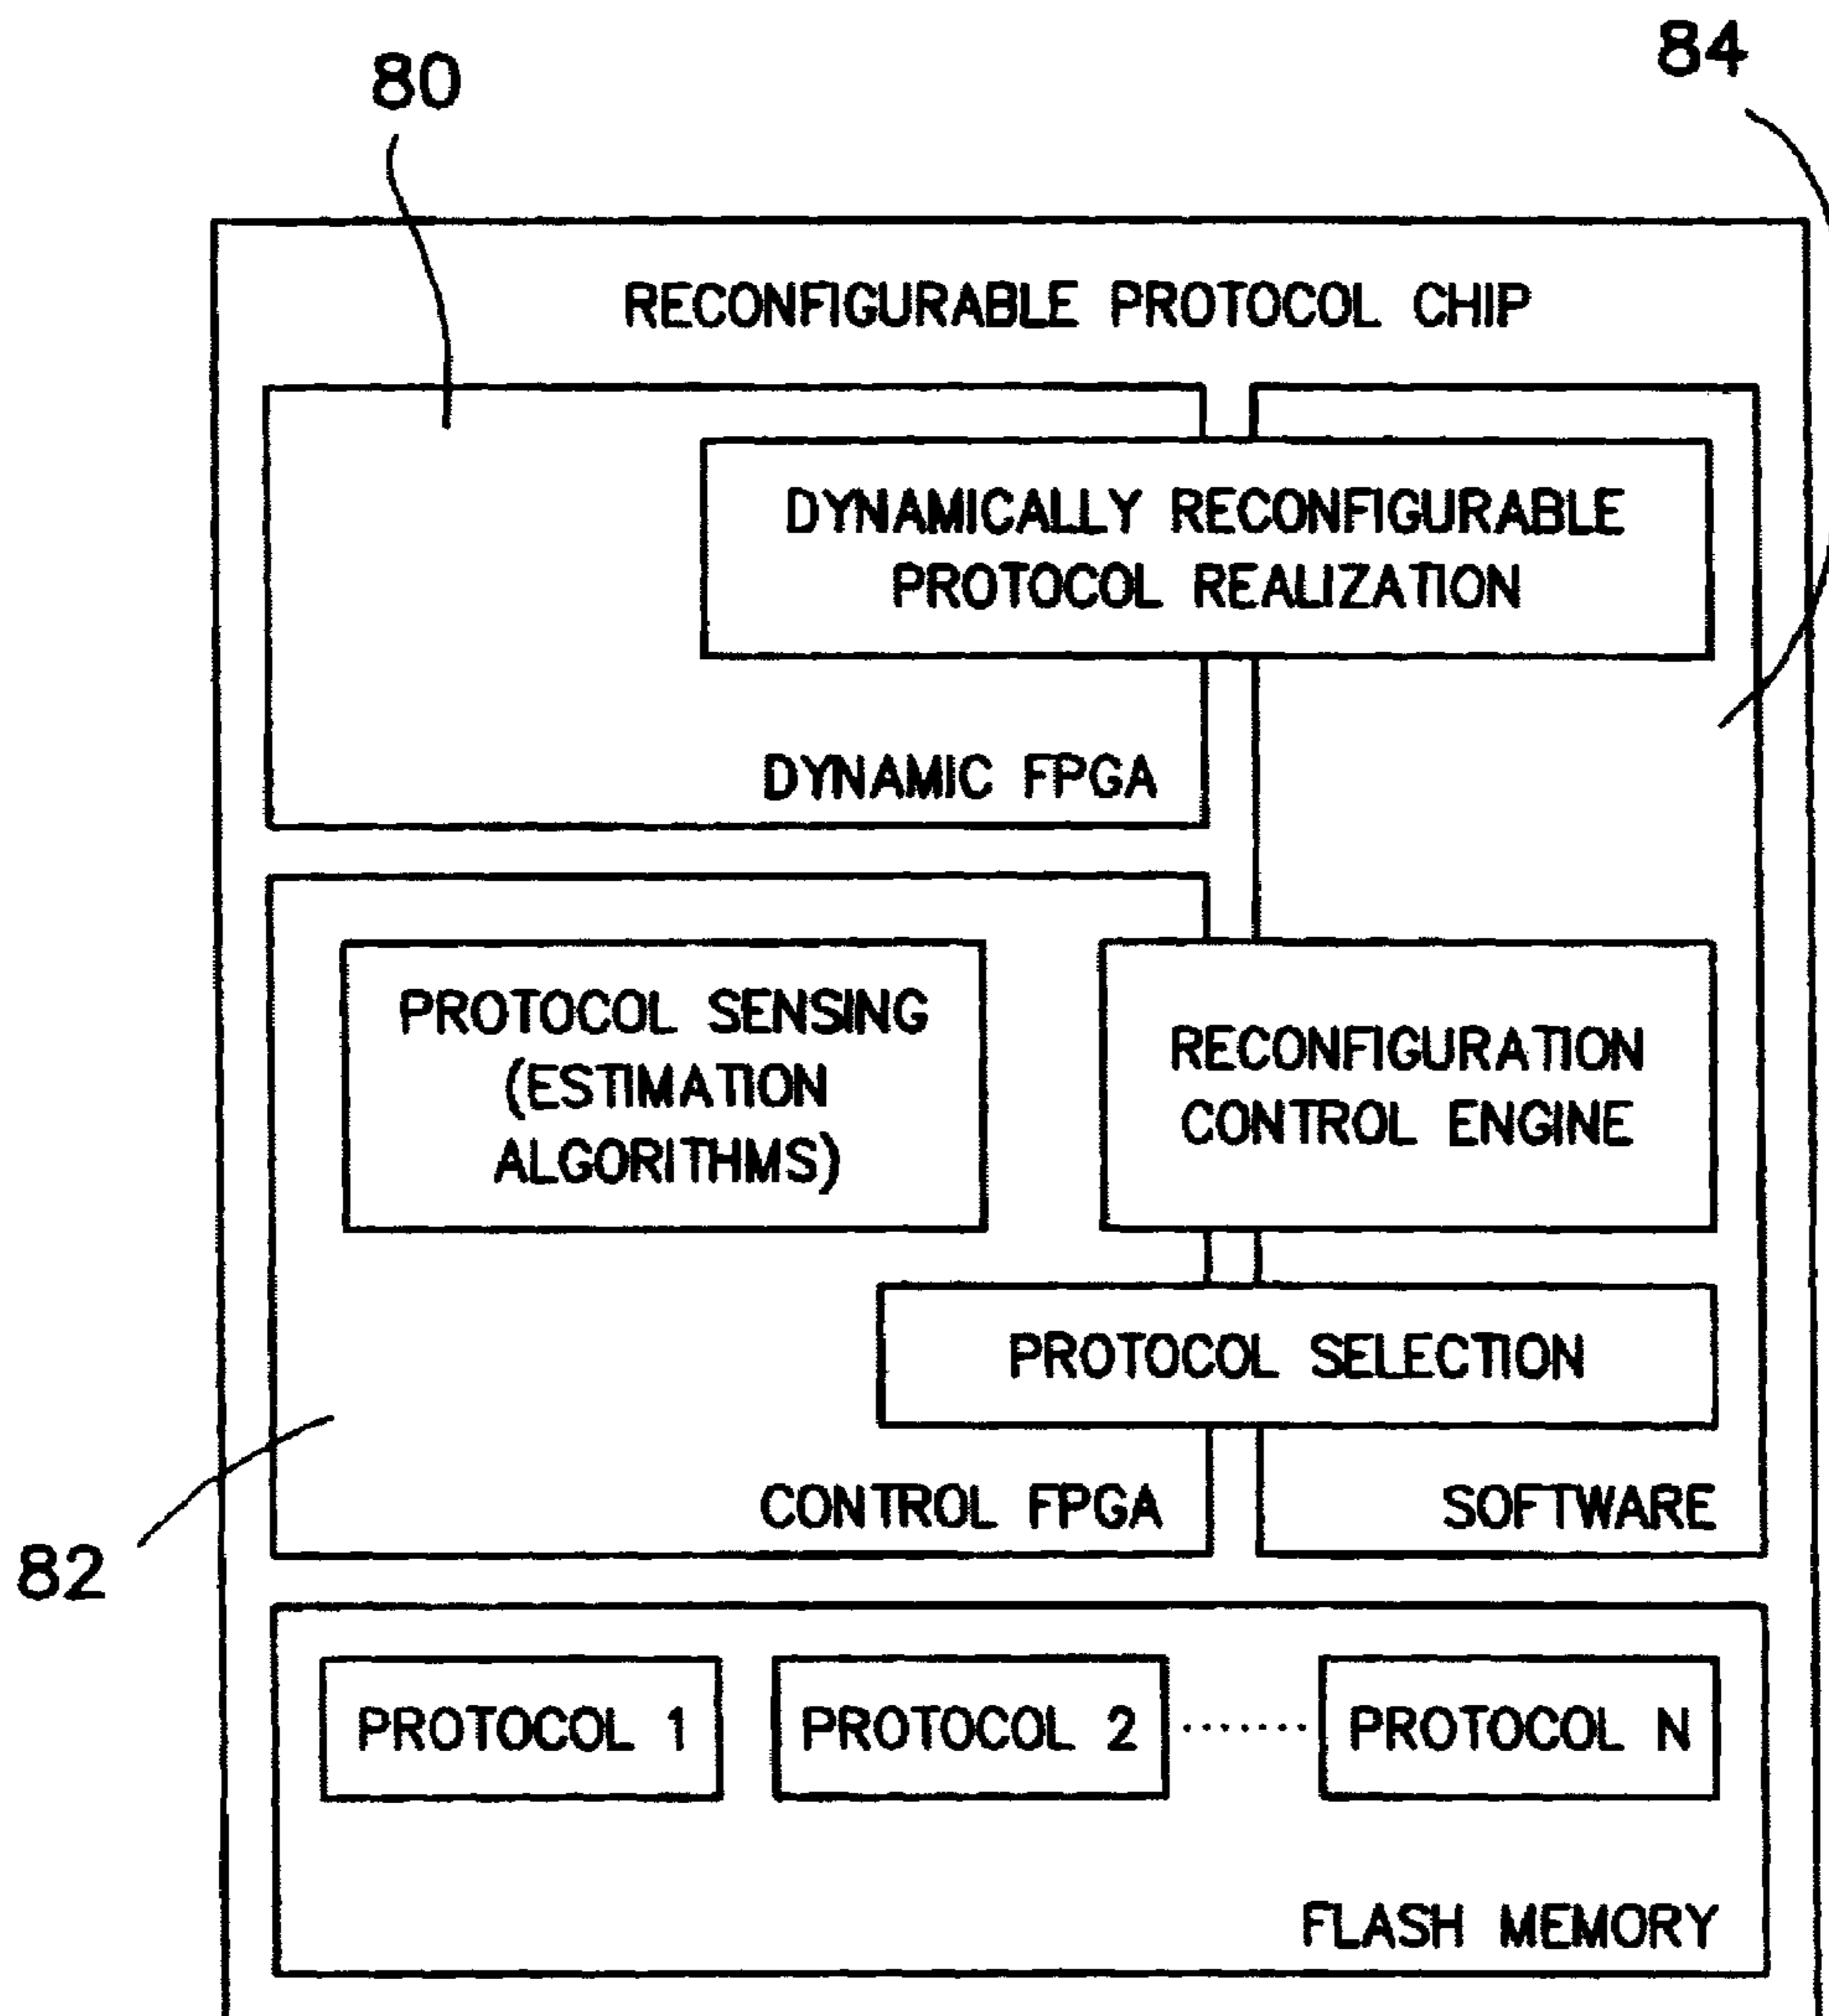 80
84
RECONFIGURABLE PROTOCOL CHIP
DYNAMICALLY RECONFIGURABLE
PROTOCOL REALIZATION
DYNAMIC FPGA
PROTOCOL SENSING
(ESTIMATION
ALGORITHMS)
RECONFIGURATION
CONTROL ENGINE
PROTOCOL SELECTION
CONTROL FPGA
SOFTWARE
82
PROTOCOL 1
PROTOCOL 2
.......
PROTOCOL N
FLASH MEMORY